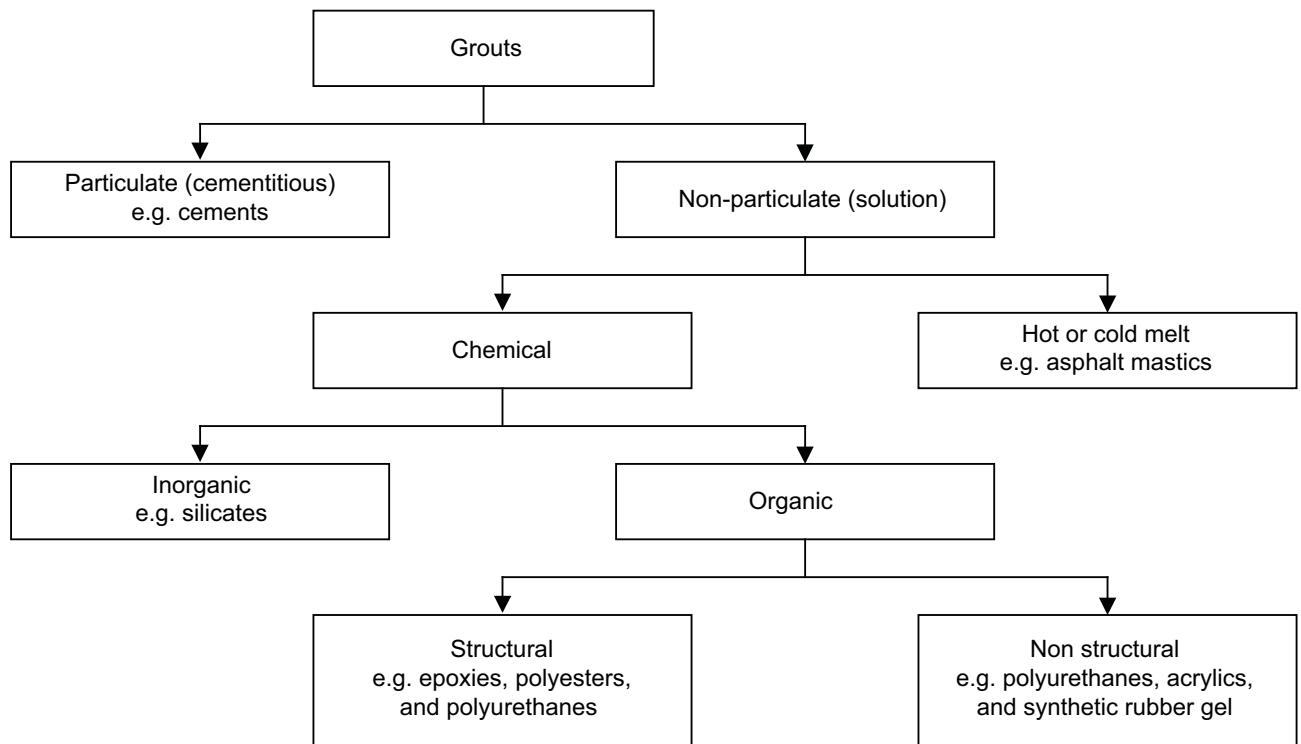 Grouts
Particulate (cementitious)
e.g. cements
Non-particulate (solution)
Chemical
Hot or cold melt
e.g. asphalt mastics
Inorganic
e.g. silicates
Organic
Structural
e.g. epoxies, polyesters,
and polyurethanes
Non structural
e.g. polyurethanes, acrylics,
and synthetic rubber gel